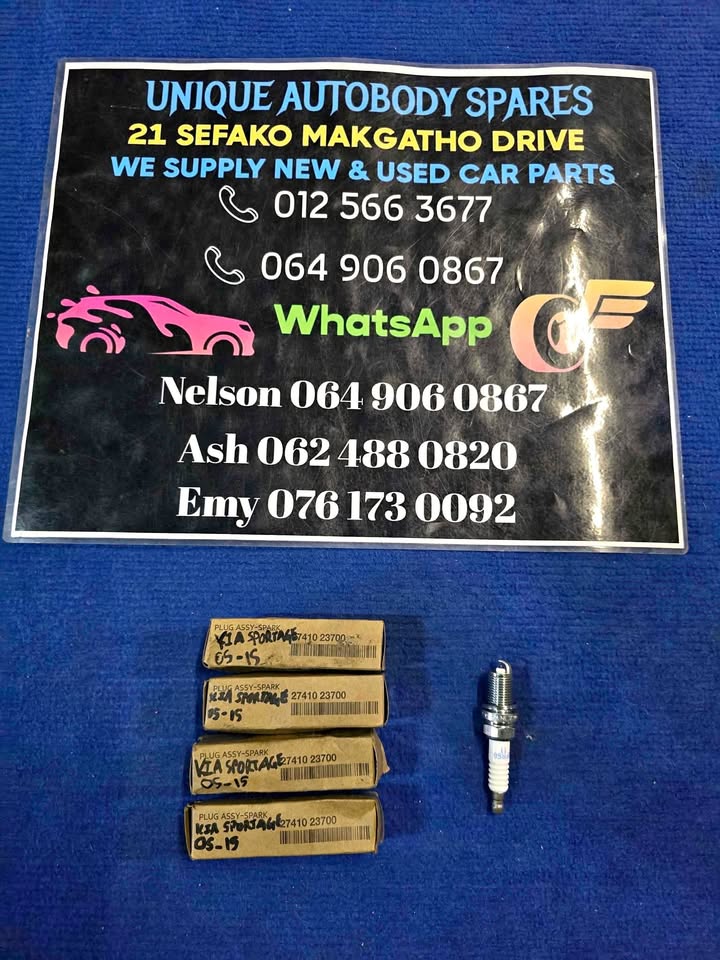 UNIQUE AUTOBODY SPARES
21 SEFAKO MAKGATHO DRIVE
WE SUPPLY NEW & USED CAR PARTS
012 566 3677
064 906 0867
WhatsApp
Nelson 064 906 0867
Ash 062 488 0820
Emy 076 173 0092
PLUG ASSY-SPARK
KIA SPORTAGE 27410 23700
05-15
PLUG ASSY-SPARK
KIA SPORTAGE 27410 23700
05-15
PLUG ASSY-SPARK
KIA SPORTAGE 27410 23700
05-15
PLUG ASSY-SPARK
KIA SPORTAGE 27410 23700
05-15